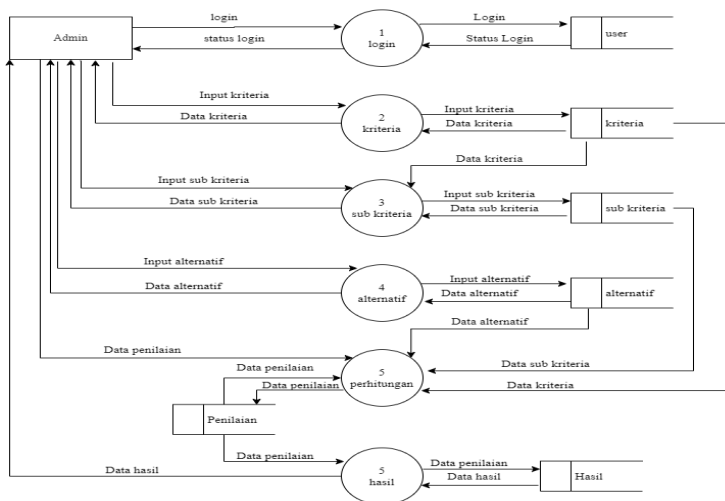 login
Login
Admin
1
login
user
status login
Status Login
Input kriteria
Input kriteria
2
kriteria
kriteria
Data kriteria
Data kriteria
Data kriteria
Input sub kriteria
Input sub kriteria
3
sub kriteria
sub kriteria
Data sub kriteria
Data sub kriteria
Input alternatif
Input alternatif
4
alternatif
alternatif
Data alternatif
Data alternatif
Data alternatif
Data penilaian
5
perhitungan
Data sub kriteria
Data penilaian
Data penilaian
Data kriteria
Penilaian
Data penilaian
5
hasil
Data penilaian
Hasil
Data hasil
Data hasil